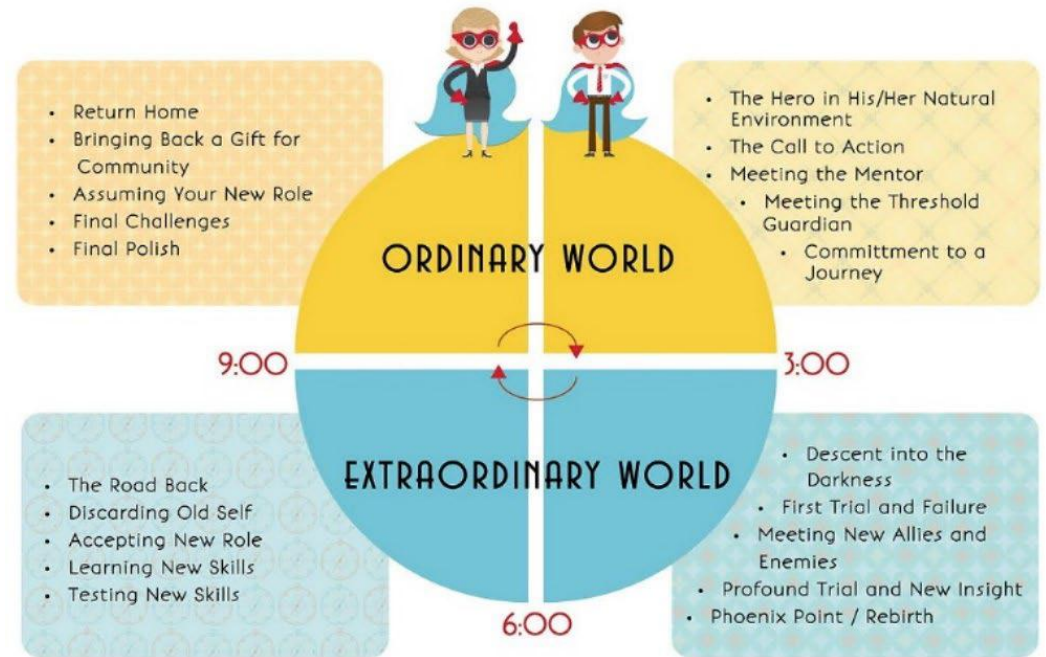 • Return Home
• Bringing Back a Gift for
Community
• Assuming Your New Role
• Final Challenges
• Final Polish
• The Hero in His/Her Natural
Environment
• The Call to Action
• Meeting the Mentor
• Meeting the Threshold
Guardian
• Committment to a
Journey
ORDINARY WORLD
9:00
3:00
EXTRAORDINARY WORLD
• The Road Back
• Discarding Old Self
• Accepting New Role
• Learning New Skills
• Testing New Skills
• Descent into the
Darkness
• First Trial and Failure
• Meeting New Allies and
Enemies
• Profound Trial and New Insight
• Phoenix Point / Rebirth
6:00